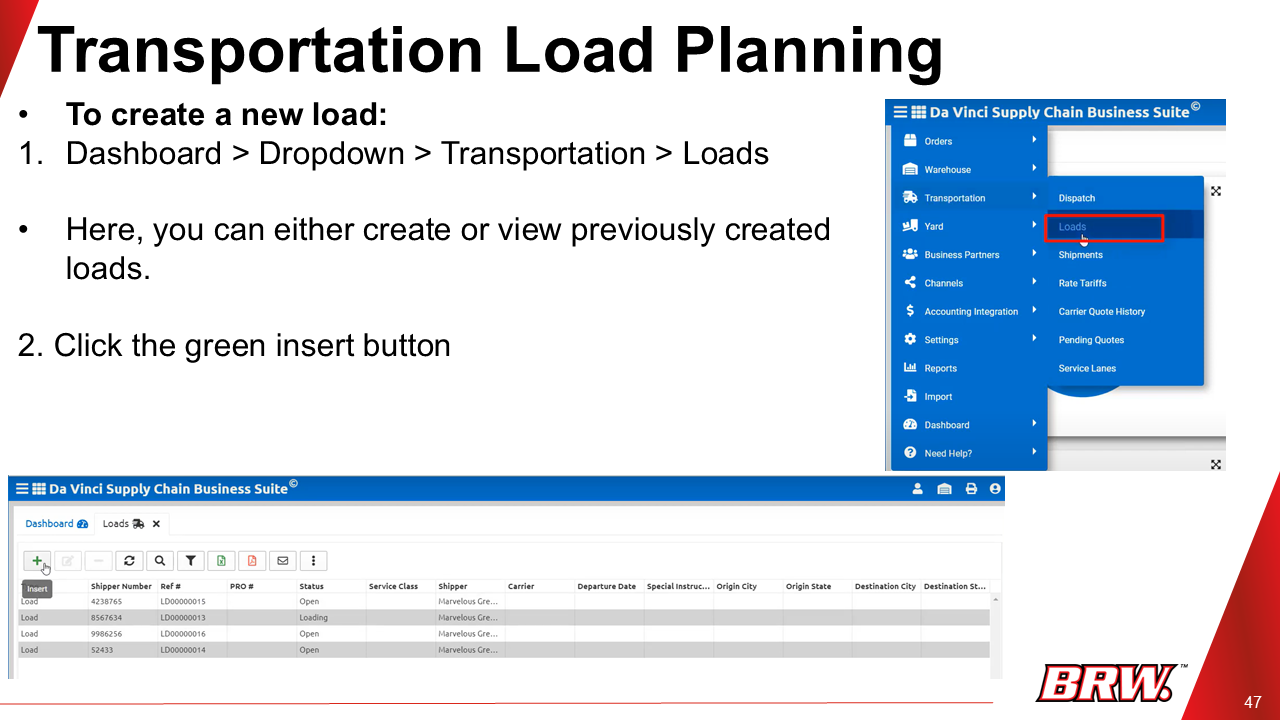 Transportation Load Planning
• To create a new load:
1. Dashboard > Dropdown > Transportation > Loads
• Here, you can either create or view previously created
loads.
2. Click the green insert button
Da Vinci Supply Chain Business Suite©
Orders
Warehouse
Transportation
Yard
Business Partners
Channels
Accounting Integration
Settings
Reports
Import
Dashboard
Need Help?
Dispatch
Loads
Shipments
Rate Tariffs
Carrier Quote History
Pending Quotes
Service Lanes
Da Vinci Supply Chain Business Suite©
Dashboard Loads
Insert
Shipper Number Ref # PRO # Status Service Class Shipper Carrier Departure Date Special Instruc... Origin City Origin State Destination City Destination St...
Load 4238765 LD00000015 Open Marvelous Gre...
Load 8567634 LD00000013 Loading Marvelous Gre...
Load 9986256 LD00000016 Open Marvelous Gre...
Load 52433 LD00000014 Open Marvelous Gre...
BRW.™
47